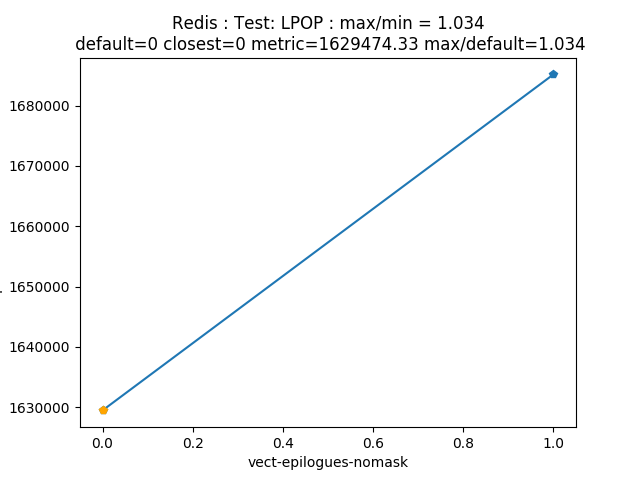 Redis : Test: LPOP : max/min = 1.034
default=0 closest=0 metric=1629474.33 max/default=1.034
1680000
1670000
1660000
1650000
1640000
1630000
0.0 0.2 0.4 0.6 0.8 1.0
vect-epilogues-nomask